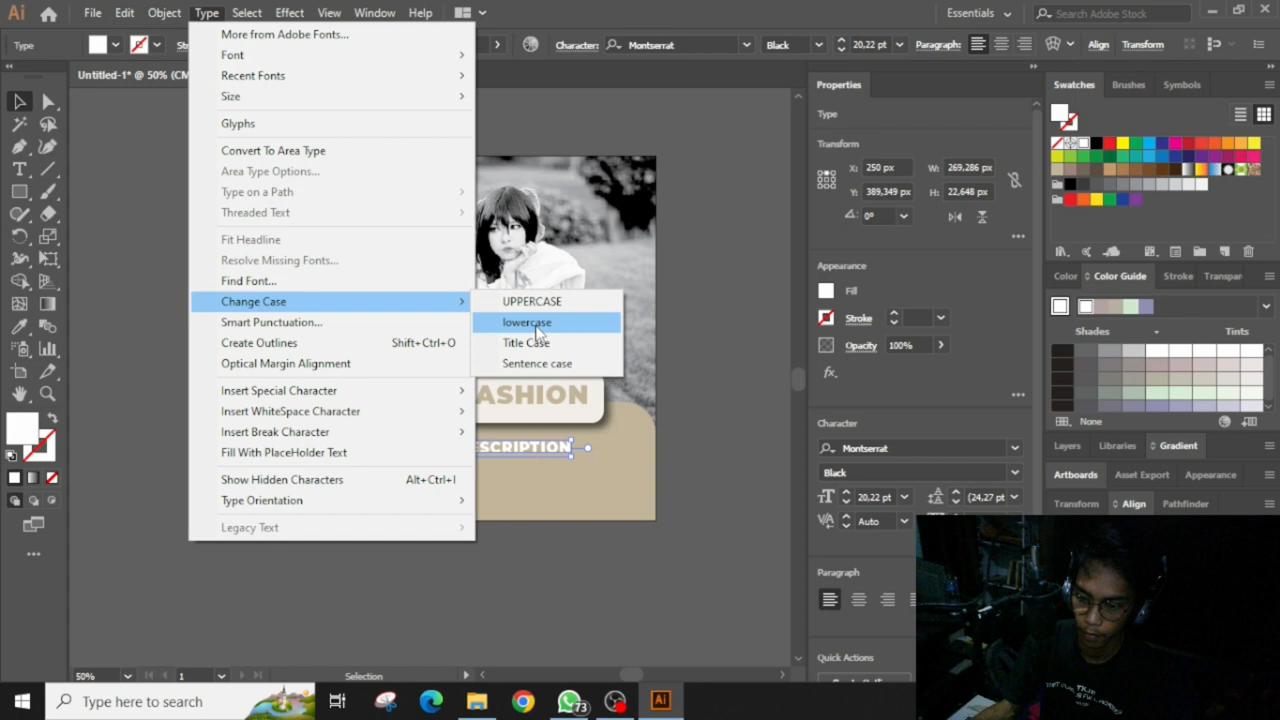 Ai File Edit Object Type Select Effect View Window Help Essentials Search Adobe Stock
Type Character: Montserrat Black 20,22 pt Paragraph: Align Transform
Untitled-1* @ 50%
More from Adobe Fonts...
Font
Recent Fonts
Size
Glyphs
Convert To Area Type
Area Type Options...
Type on a Path
Threaded Text
Fit Headline
Resolve Missing Fonts...
Find Font...
Change Case
Smart Punctuation...
Create Outlines Shift+Ctrl+O
Optical Margin Alignment
Insert Special Character
Insert WhiteSpace Character
Insert Break Character
Fill With PlaceHolder Text
Show Hidden Characters Alt+Ctrl+I
Type Orientation
Legacy Text
UPPERCASE
lowercase
Title Case
Sentence case
ASHION
ESCRIPTION
Properties
Type
Transform
X: 250 px W: 269,286 px
Y: 389,349 px H: 22,648 px
0°
Appearance
Fill
Stroke
Opacity 100%
fx
Character
Montserrat
Black
20,22 pt (24,27 pt
Auto
Paragraph
Quick Actions
Swatches Brushes Symbols
Color Color Guide Stroke Transpar
Shades Tints
None
Layers Libraries Gradient
Artboards Asset Export Appearance
Transform Align Pathfinder
50% 1 Selection
Type here to search
73
Ai